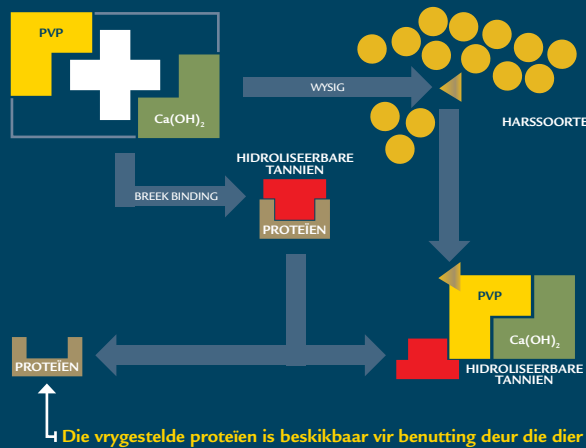 PVP
Ca(OH)₂
WYSIG
HARSSOORTE
BREEK BINDING
HIDROLISEERBARE
TANNIEN
PROTEÏEN
PVP
Ca(OH)₂
HIDROLISEERBARE
TANNIEN
PROTEÏEN
Die vrygestelde proteïen is beskikbaar vir benutting deur die dier